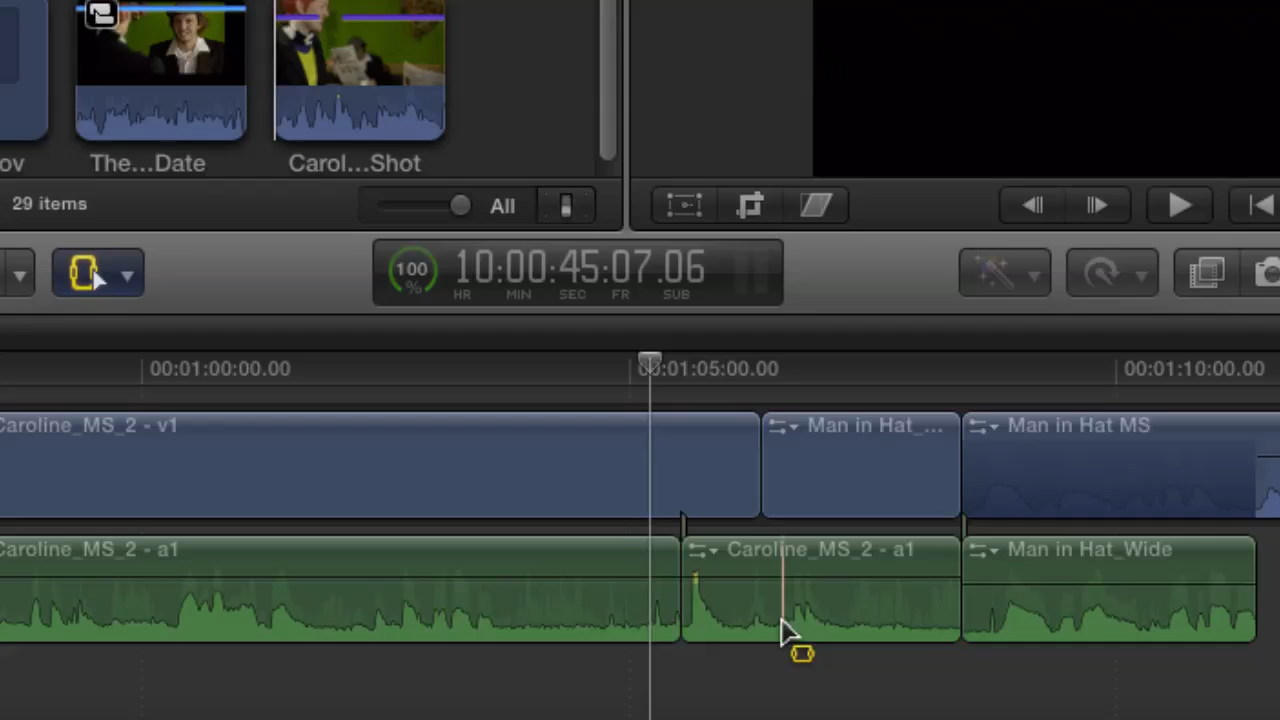 ov
The...Date
Carol...Shot
29 items
All
100
%
10:00:45:07.06
HR MIN SEC FR SUB
00:01:00:00.00
00:01:05:00.00
00:01:10:00.00
Caroline_MS_2 - v1
Man in Hat_...
Man in Hat MS
Caroline_MS_2 - a1
Caroline_MS_2 - a1
Man in Hat_Wide